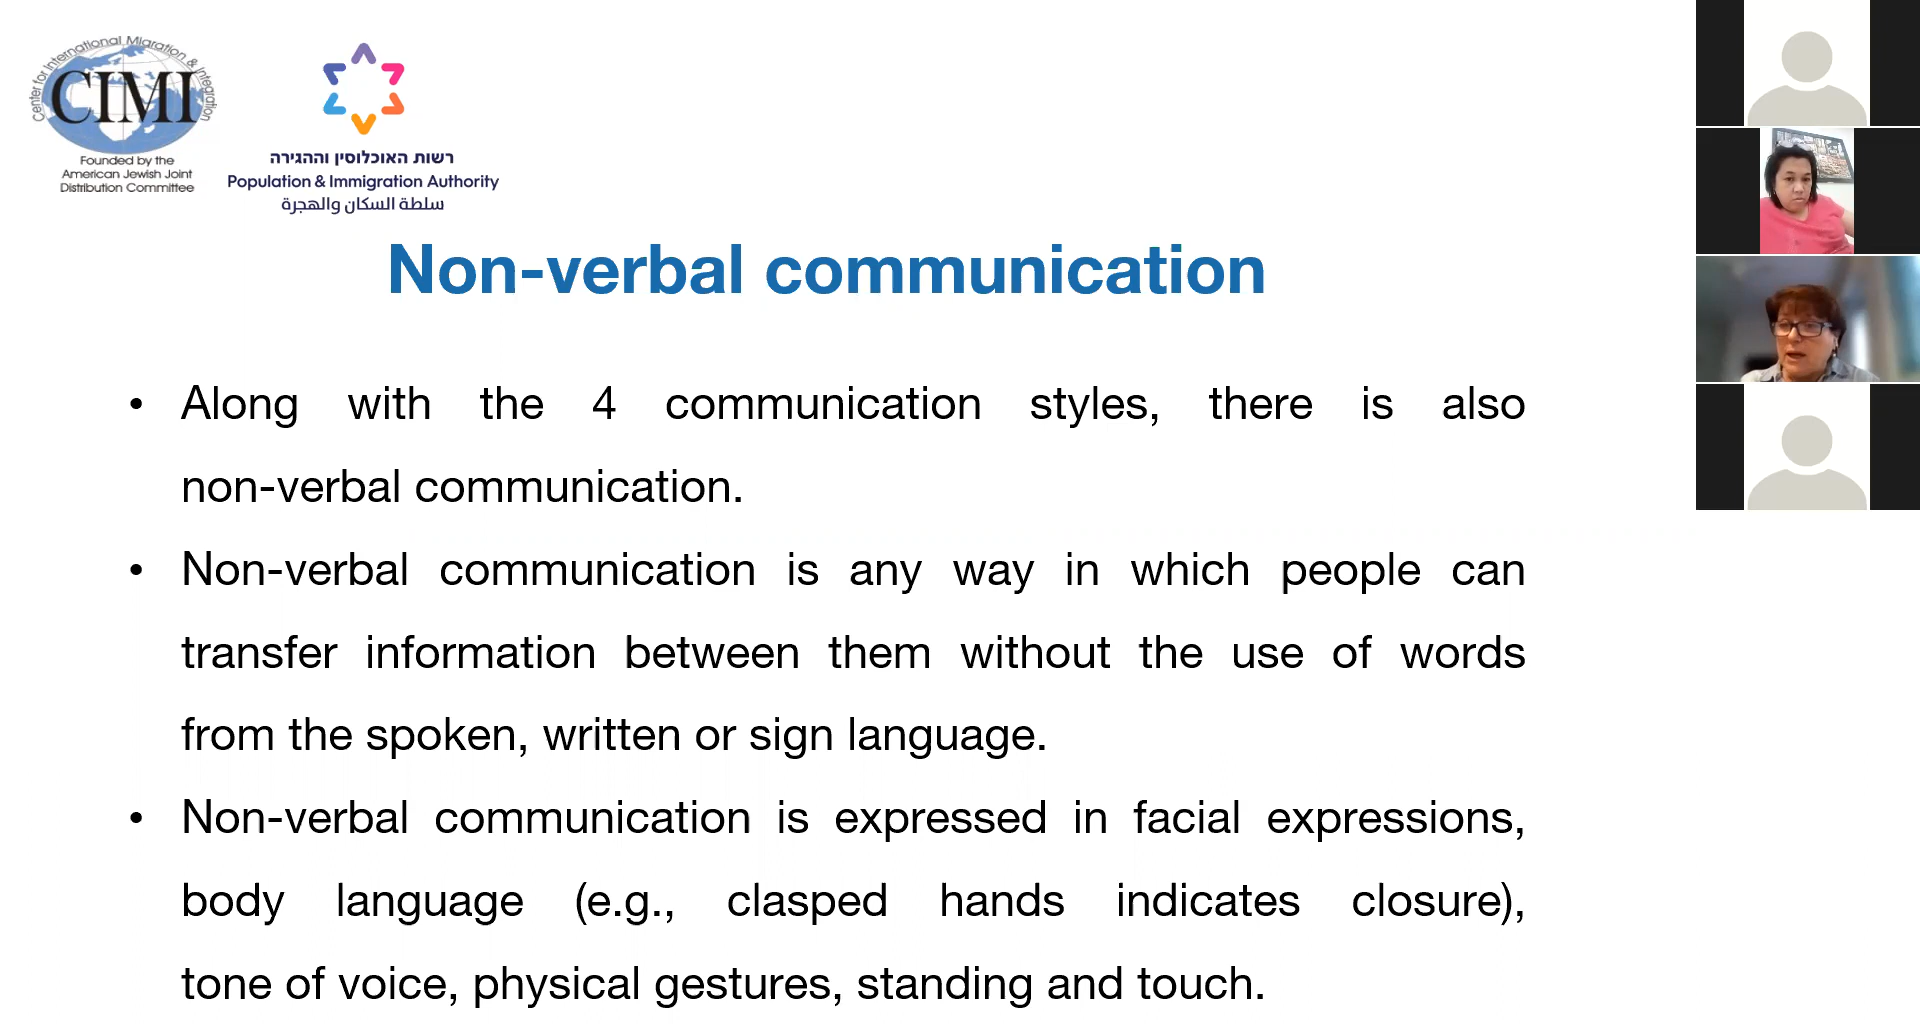 Center for International Migration & Integration
CIMI
Founded by the
American Jewish Joint
Distribution Committee
רשות האוכלוסין וההגירה
Population & Immigration Authority
سلطة السكان والهجرة
Non-verbal communication
• Along with the 4 communication styles, there is also
non-verbal communication.
• Non-verbal communication is any way in which people can
transfer information between them without the use of words
from the spoken, written or sign language.
• Non-verbal communication is expressed in facial expressions,
body language (e.g., clasped hands indicates closure),
tone of voice, physical gestures, standing and touch.